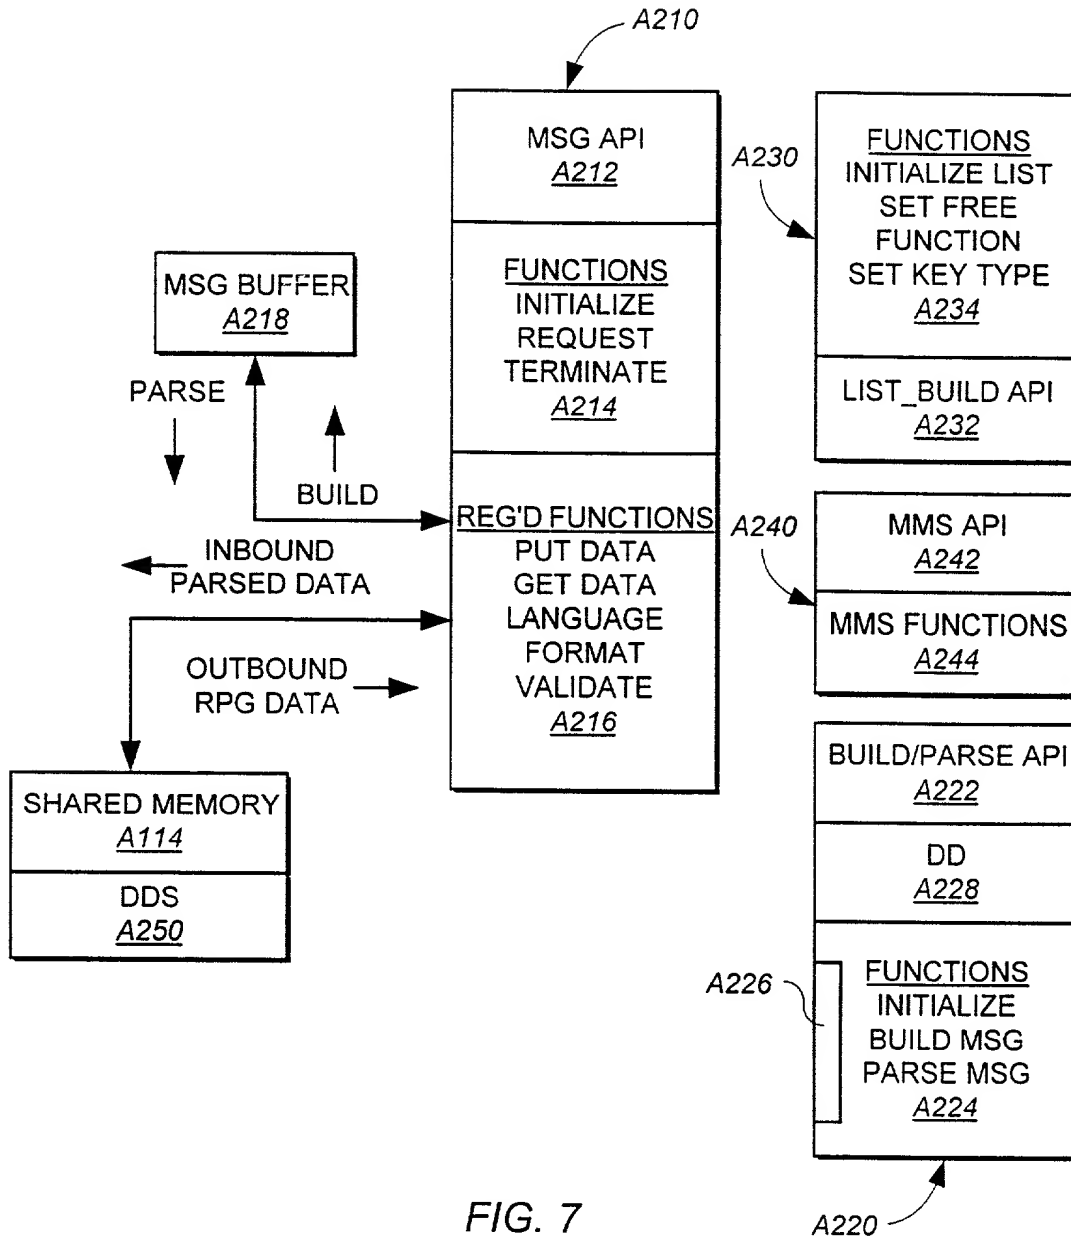 A210
MSG API
A212
FUNCTIONS
INITIALIZE
REQUEST
TERMINATE
A214
REG'D FUNCTIONS
PUT DATA
GET DATA
LANGUAGE
FORMAT
VALIDATE
A216
MSG BUFFER
A218
PARSE
BUILD
INBOUND
PARSED DATA
OUTBOUND
RPG DATA
SHARED MEMORY
A114
DDS
A250
A230
FUNCTIONS
INITIALIZE LIST
SET FREE
FUNCTION
SET KEY TYPE
A234
LIST_BUILD API
A232
A240
MMS API
A242
MMS FUNCTIONS
A244
BUILD/PARSE API
A222
DD
A228
A226
FUNCTIONS
INITIALIZE
BUILD MSG
PARSE MSG
A224
A220
FIG. 7